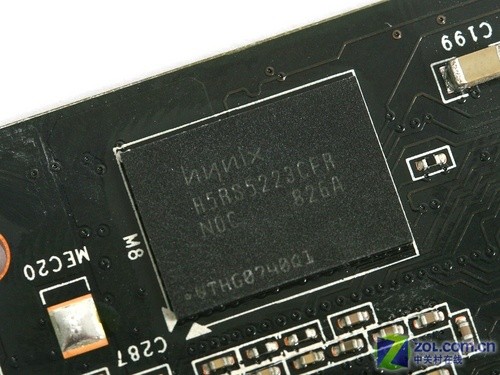 C199
HYNIX
H5RS5223CFR
N0C 826A
M8
MEC20
C287
Z ZOL.COM.CN
中关村在线